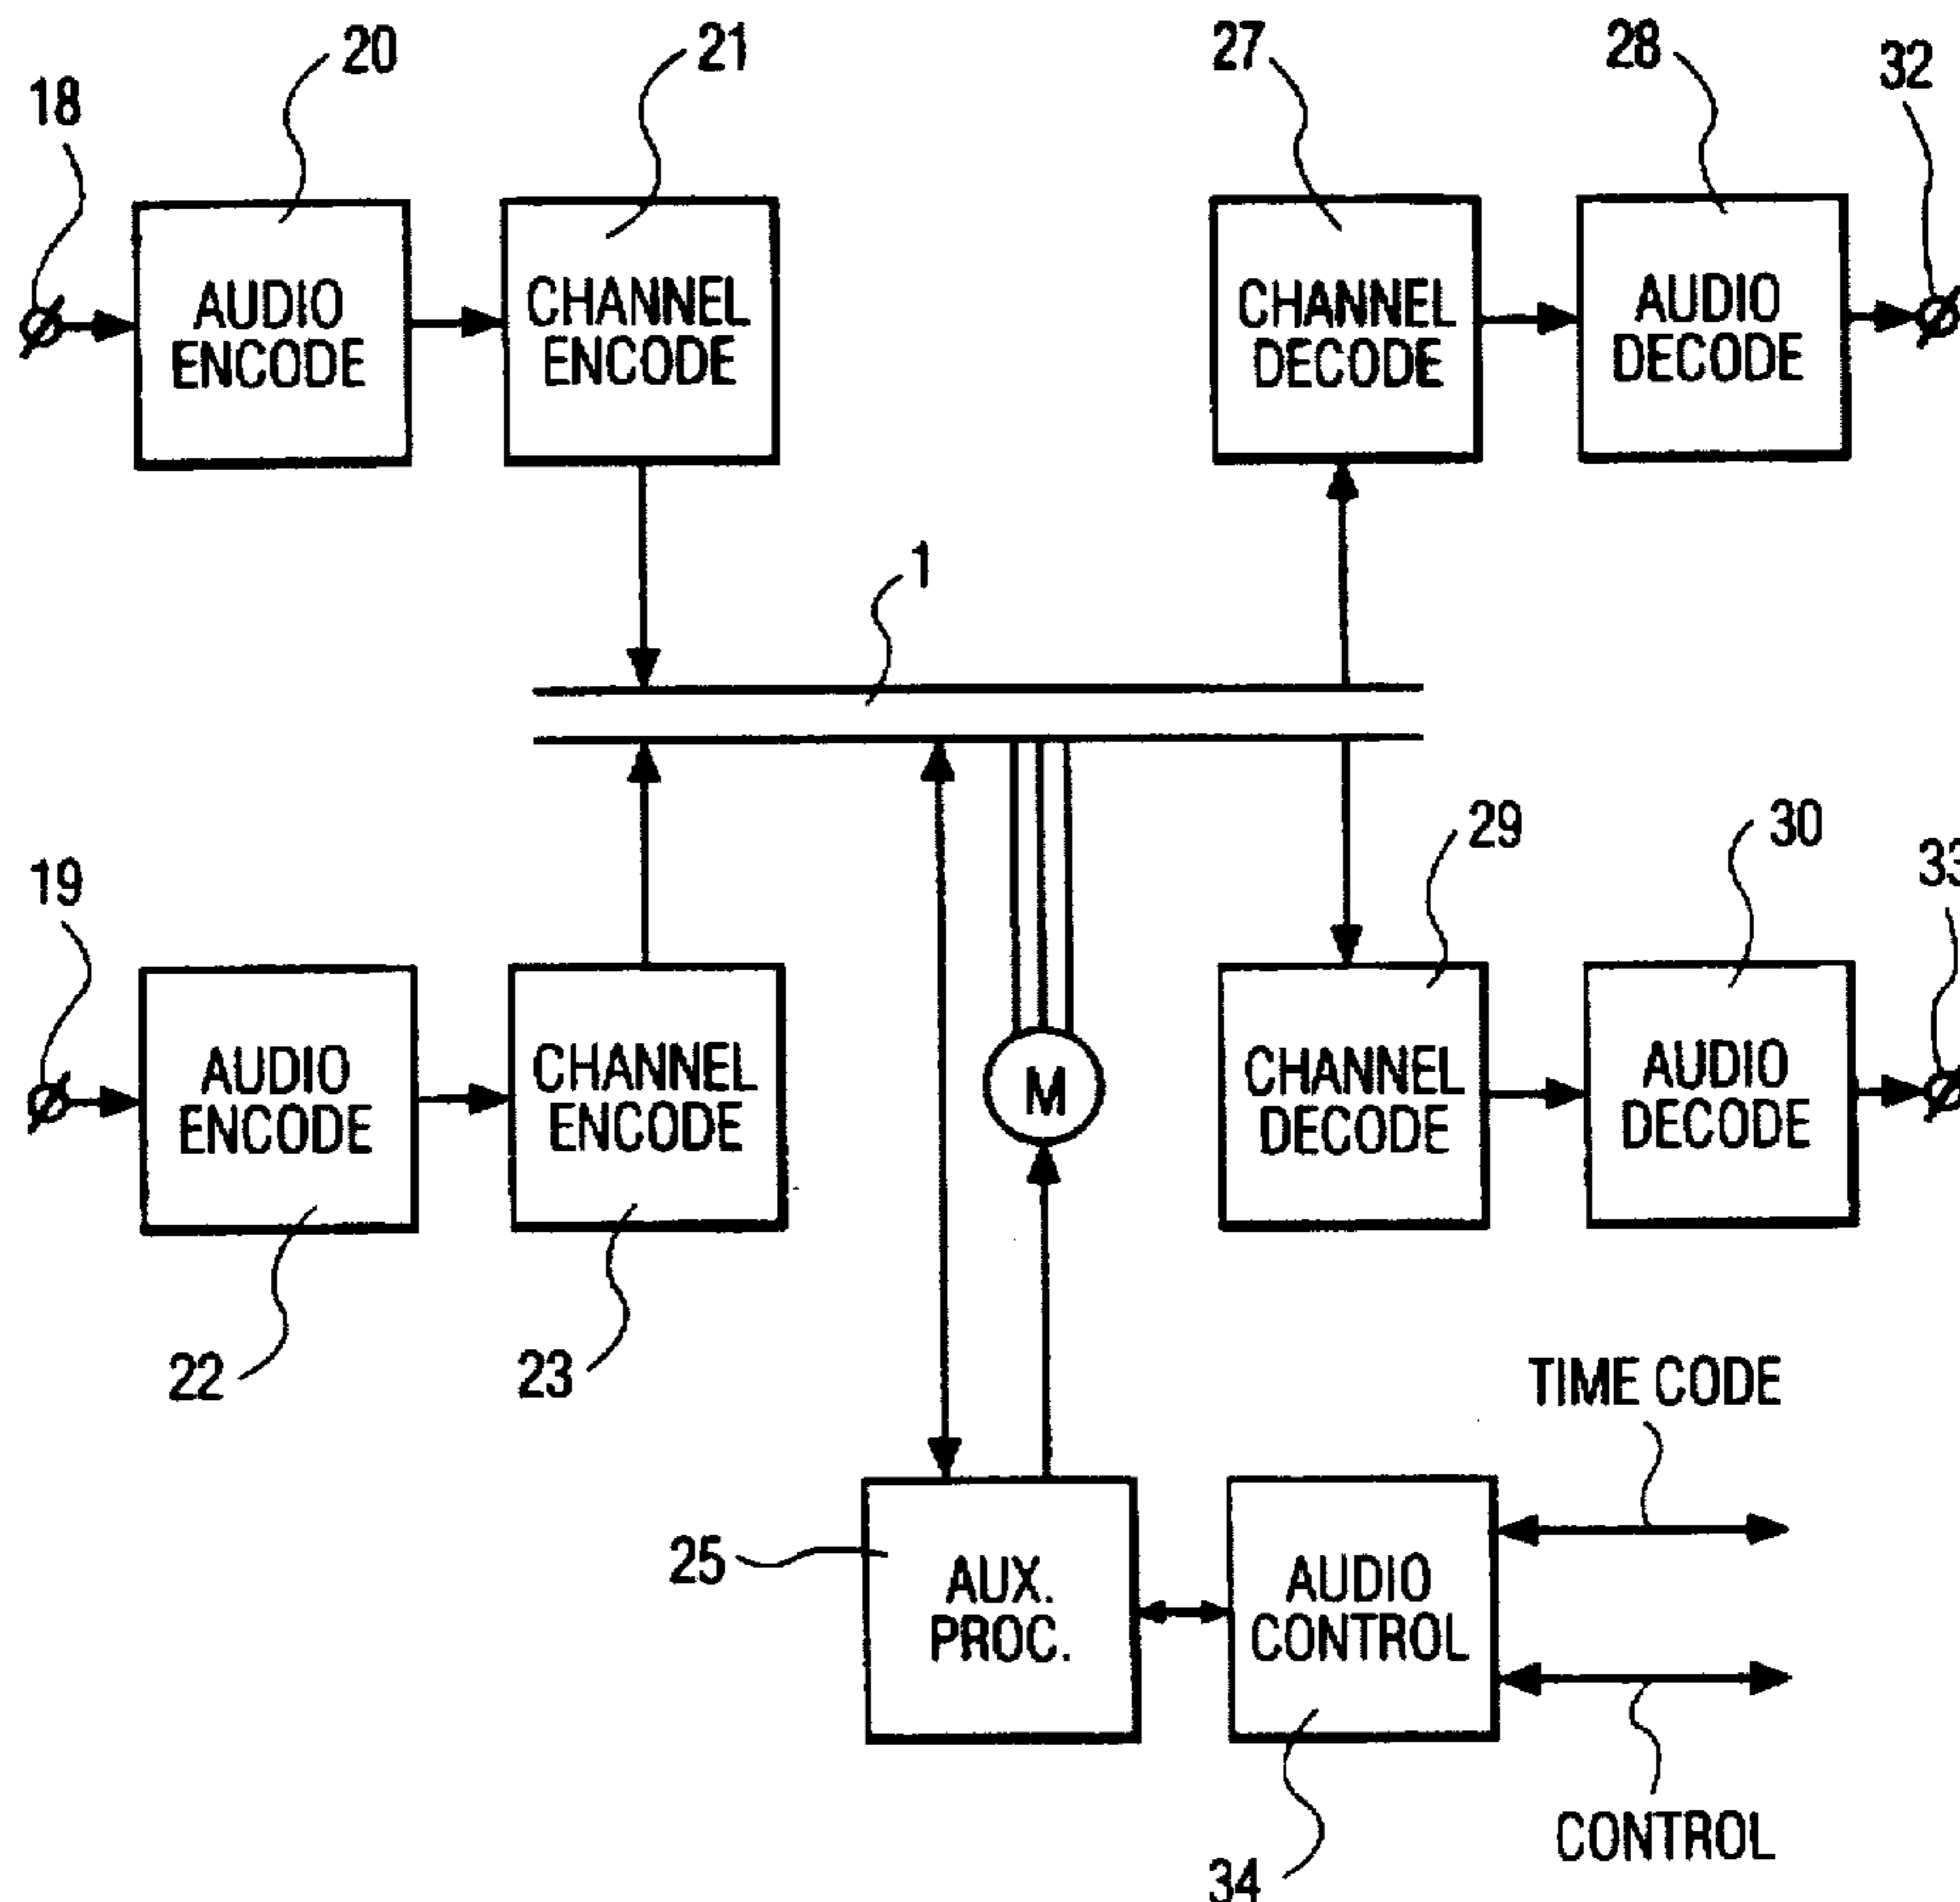 20
21
27
28
32
18
AUDIO
ENCODE
CHANNEL
ENCODE
CHANNEL
DECODE
AUDIO
DECODE
1
19
29
30
33
AUDIO
ENCODE
CHANNEL
ENCODE
M
CHANNEL
DECODE
AUDIO
DECODE
22
23
TIME CODE
25
AUX.
PROC.
AUDIO
CONTROL
CONTROL
34